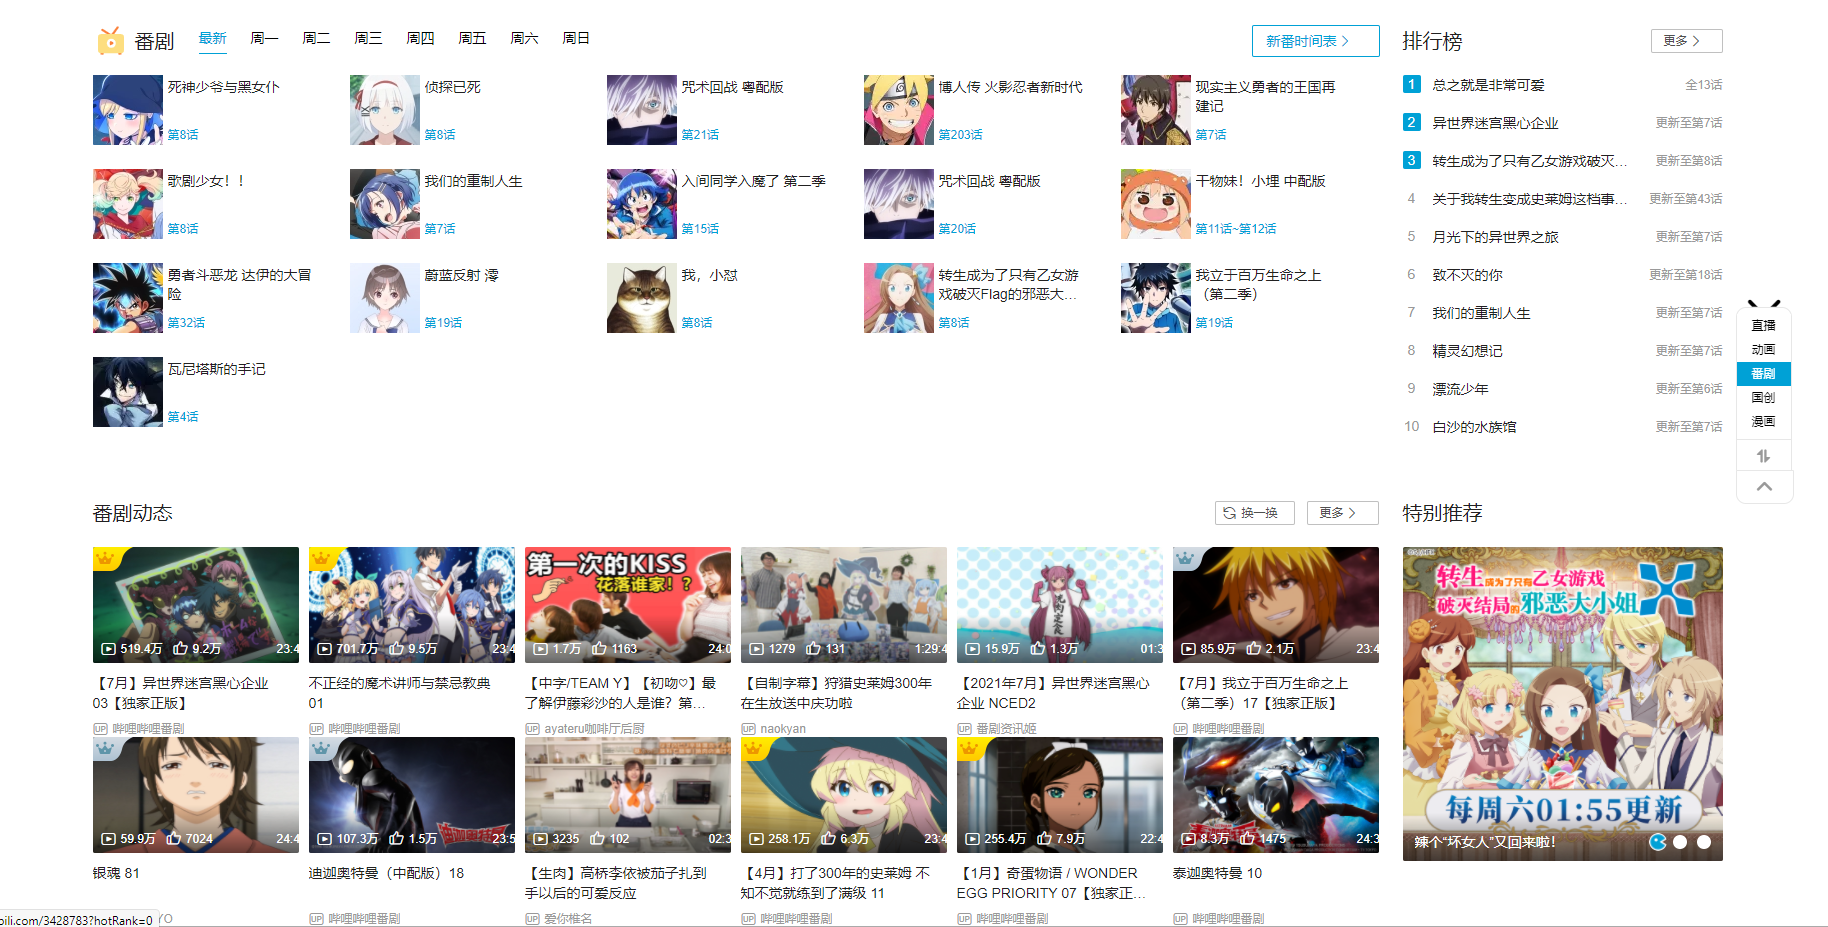 番剧
最新 周一 周二 周三 周四 周五 周六 周日
新番时间表
死神少爷与黑女仆
第8话
侦探已死
第8话
咒术回战 粤配版
第21话
博人传 火影忍者新时代
第203话
现实主义勇者的王国再
建记
第7话
歌剧少女！！
第8话
我们的重制人生
第7话
入间同学入魔了 第二季
第15话
咒术回战 粤配版
第20话
干物妹！小埋 中配版
第11话~第12话
勇者斗恶龙 达伊的大冒
险
第32话
蔚蓝反射 澪
第19话
我，小怼
第8话
转生成为了只有乙女游
戏破灭Flag的邪恶大…
第8话
我立于百万生命之上
（第二季）
第19话
瓦尼塔斯的手记
第4话
排行榜
更多
1 总之就是非常可爱 全13话
2 异世界迷宫黑心企业 更新至第7话
3 转生成为了只有乙女游戏破灭… 更新至第8话
4 关于我转生变成史莱姆这档事… 更新至第43话
5 月光下的异世界之旅 更新至第7话
6 致不灭的你 更新至第18话
7 我们的重制人生 更新至第7话
8 精灵幻想记 更新至第7话
9 漂流少年 更新至第6话
10 白沙的水族馆 更新至第7话
直播
动画
番剧
国创
漫画
番剧动态
换一换
更多
519.4万 9.2万 23:4
【7月】异世界迷宫黑心企业
03【独家正版】
UP 哔哩哔哩番剧
701.7万 9.5万 23:4
不正经的魔术讲师与禁忌教典
01
UP 哔哩哔哩番剧
第一次的KISS
花落谁家！？
1.7万 1163 24:0
【中字/TEAM Y】【初吻♡】最
了解伊藤彩沙的人是谁？第…
UP ayateru咖啡厅后厨
1279 131 1:29:4
【自制字幕】狩猎史莱姆300年
在生放送中庆功啦
UP naokyan
15.9万 1.3万 01:3
【2021年7月】异世界迷宫黑心
企业 NCED2
UP 番剧资讯姬
85.9万 2.1万 23:4
【7月】我立于百万生命之上
（第二季）17【独家正版】
UP 哔哩哔哩番剧
59.9万 7024 24:4
银魂 81
YO
107.3万 1.5万 23:5
迪迦奥特曼（中配版）18
UP 哔哩哔哩番剧
3235 102 02:3
【生肉】高桥李依被茄子扎到
手以后的可爱反应
UP 爱你椎名
258.1万 6.3万 23:4
【4月】打了300年的史莱姆 不
知不觉就练到了满级 11
UP 哔哩哔哩番剧
255.4万 7.9万 22:4
【1月】奇蛋物语 / WONDER
EGG PRIORITY 07【独家正…
UP 哔哩哔哩番剧
8.3万 1475 24:3
泰迦奥特曼 10
UP 哔哩哔哩番剧
特别推荐
转生成为了只有乙女游戏
破灭结局的邪恶大小姐
每周六01:55更新
辣个“坏女人”又回来啦！
bili.com/3428783?hotRank=0